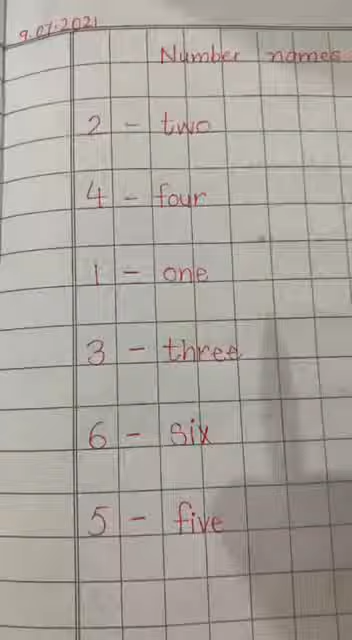 9.07.2021
Number names
2 - two
4 - four
1 - one
3 - three
6 - six
5 - five